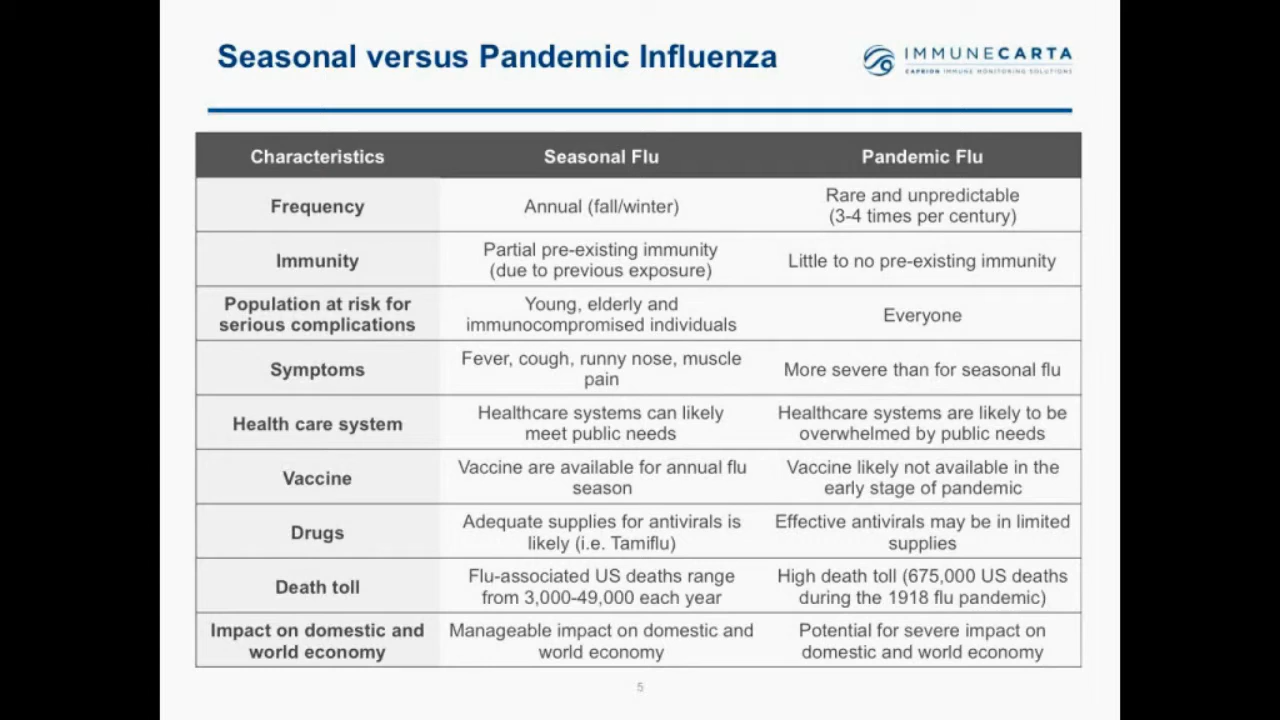 Seasonal versus Pandemic Influenza
IMMUNECARTA
CAPRION IMMUNE MONITORING SOLUTIONS
Characteristics Seasonal Flu Pandemic Flu
Frequency
Annual (fall/winter)
Rare and unpredictable
(3-4 times per century)
Immunity
Partial pre-existing immunity
(due to previous exposure)
Little to no pre-existing immunity
Population at risk for
serious complications
Young, elderly and
immunocompromised individuals
Everyone
Symptoms
Fever, cough, runny nose, muscle
pain
More severe than for seasonal flu
Health care system
Healthcare systems can likely
meet public needs
Healthcare systems are likely to be
overwhelmed by public needs
Vaccine
Vaccine are available for annual flu
season
Vaccine likely not available in the
early stage of pandemic
Drugs
Adequate supplies for antivirals is
likely (i.e. Tamiflu)
Effective antivirals may be in limited
supplies
Death toll
Flu-associated US deaths range
from 3,000-49,000 each year
High death toll (675,000 US deaths
during the 1918 flu pandemic)
Impact on domestic and
world economy
Manageable impact on domestic and
world economy
Potential for severe impact on
domestic and world economy
5